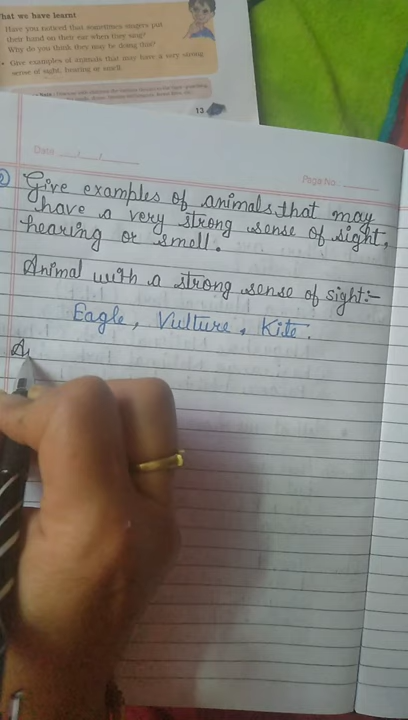 hat we have learnt
Have you noticed that sometimes singers put
their hand on their ear when they sing?
Why do you think they may be doing this?
• Give examples of animals that may have a very strong
sense of sight, hearing or smell.
13
Date
Page No.
2) Give examples of animals that may
have a very strong sense of sight,
hearing or smell.
Animal with a strong sense of sight:-
Eagle, Vulture, Kite.
A